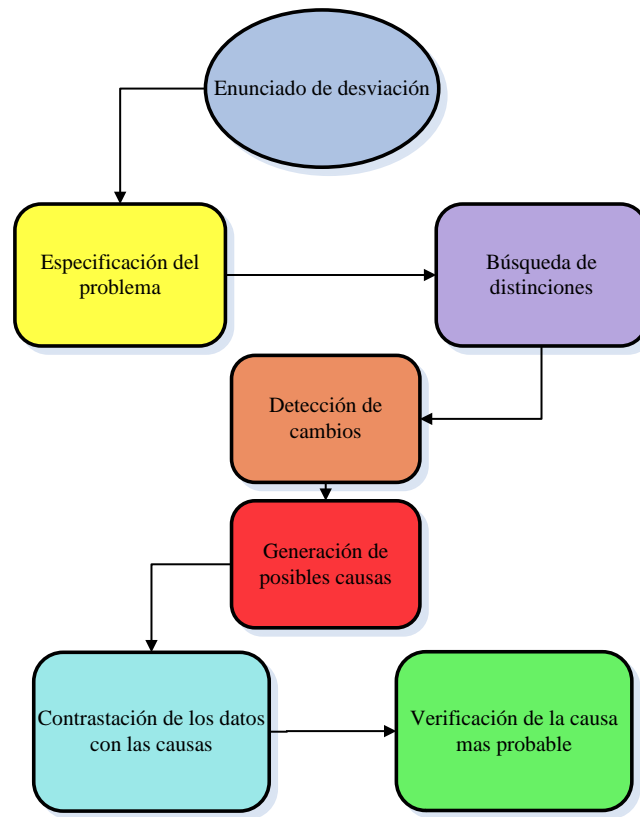 Enunciado de desviación
Especificación del
problema
Búsqueda de
distinciones
Detección de
cambios
Generación de
posibles causas
Contrastación de los datos
con las causas
Verificación de la causa
mas probable